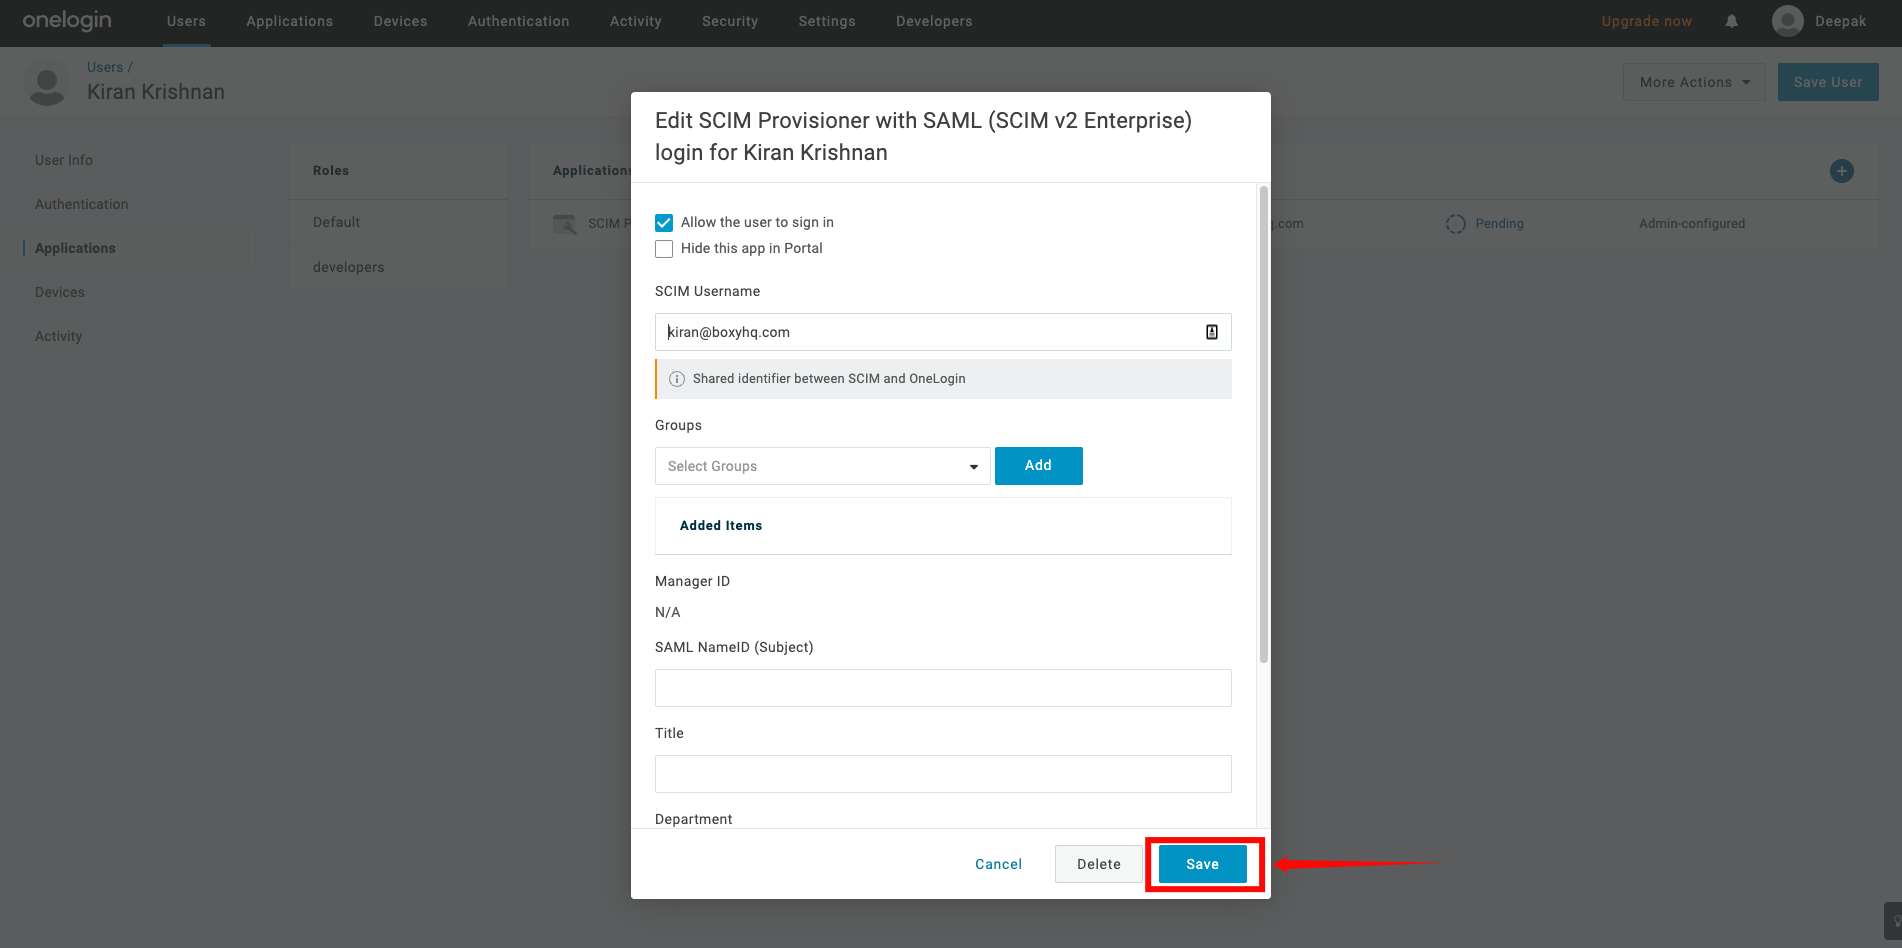 onelogin
Users Applications Devices Authentication Activity Security Settings Developers
Upgrade now
Deepak
Users /
Kiran Krishnan
More Actions
Save User
User Info
Authentication
Applications
Devices
Activity
Roles
Default
developers
Applications
SCIM P
.com
Pending
Admin-configured
Edit SCIM Provisioner with SAML (SCIM v2 Enterprise)
login for Kiran Krishnan
Allow the user to sign in
Hide this app in Portal
SCIM Username
kiran@boxyhq.com
Shared identifier between SCIM and OneLogin
Groups
Select Groups
Add
Added Items
Manager ID
N/A
SAML NameID (Subject)
Title
Department
Cancel
Delete
Save